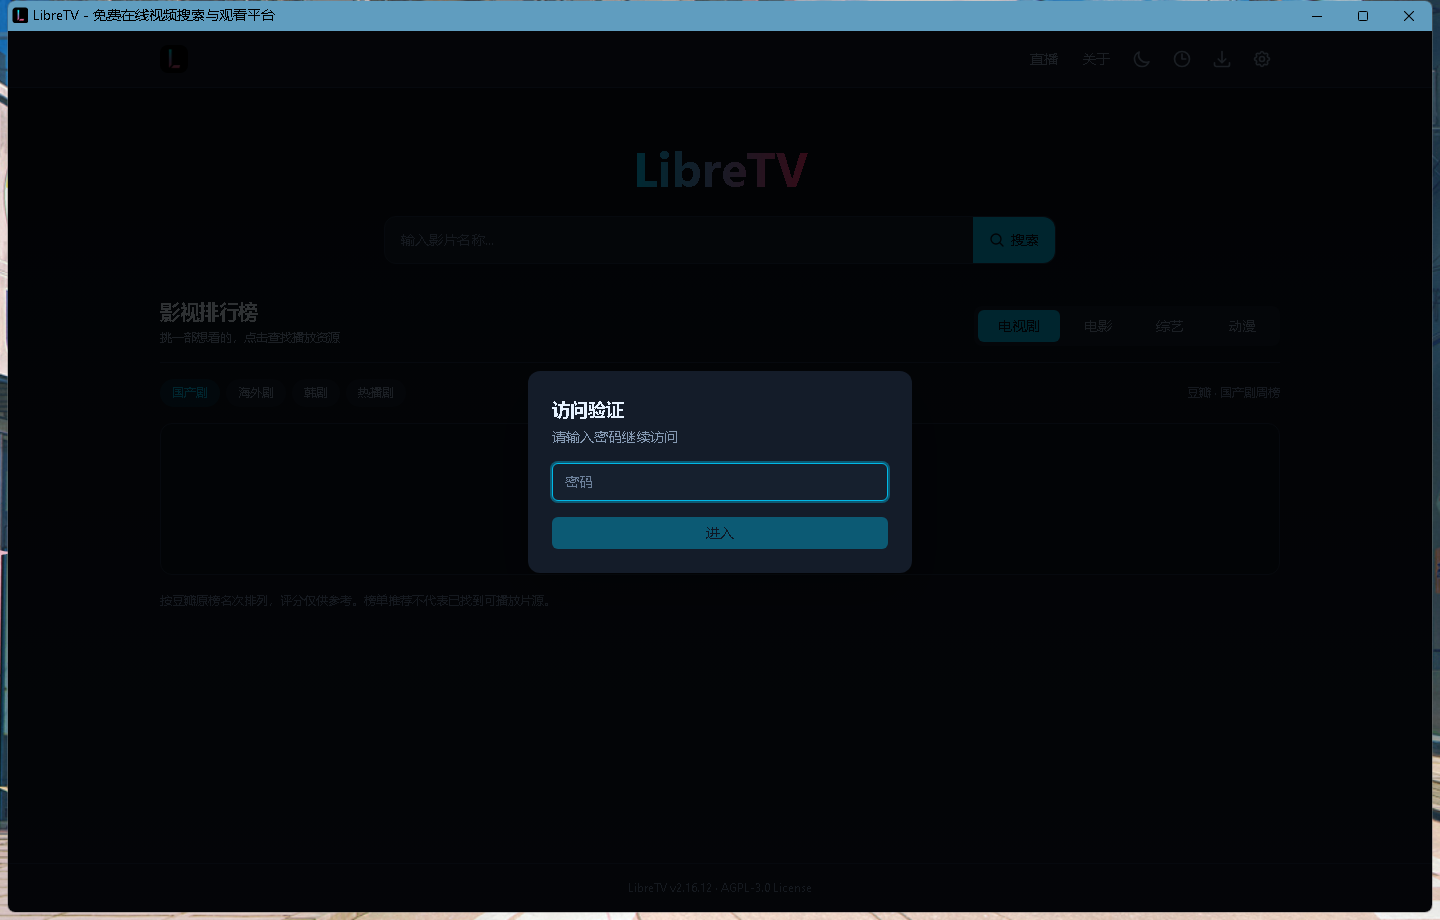 LibreTV - 免费在线视频搜索与观看平台
直播 关于
LibreTV
输入影片名称... 搜索
影视排行榜
挑一部想看的，点击查找播放资源
电视剧 电影 综艺 动漫
国产剧 海外剧 韩剧 热播剧 豆瓣 · 国产剧周榜
访问验证
请输入密码继续访问
密码
进入
按豆瓣原榜名次排列，评分仅供参考。榜单推荐不代表已找到可播放片源。
LibreTV v2.16.12 · AGPL-3.0 License